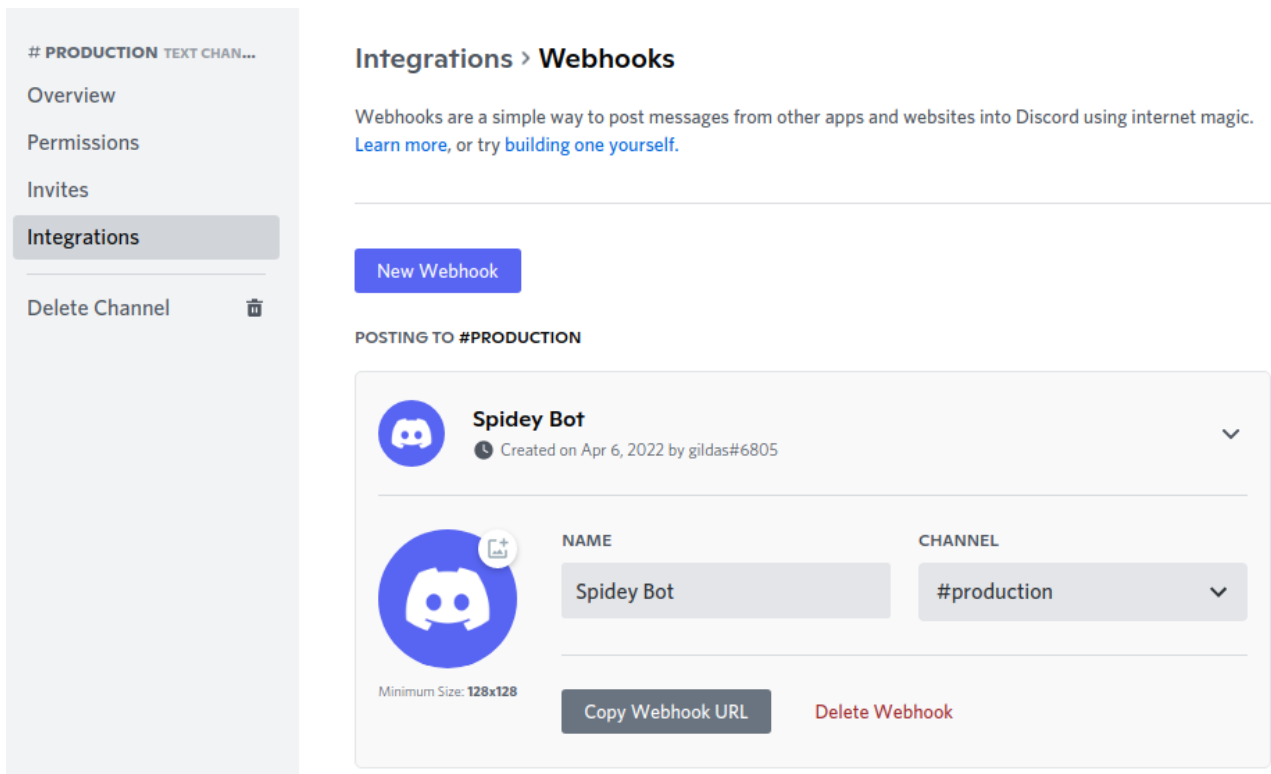 # PRODUCTION TEXT CHAN...
Overview
Permissions
Invites
Integrations
Delete Channel
Integrations > Webhooks
Webhooks are a simple way to post messages from other apps and websites into Discord using internet magic.
Learn more, or try building one yourself.
New Webhook
POSTING TO #PRODUCTION
Spidey Bot
Created on Apr 6, 2022 by gildas#6805
Minimum Size: 128x128
NAME
Spidey Bot
CHANNEL
#production
Copy Webhook URL
Delete Webhook